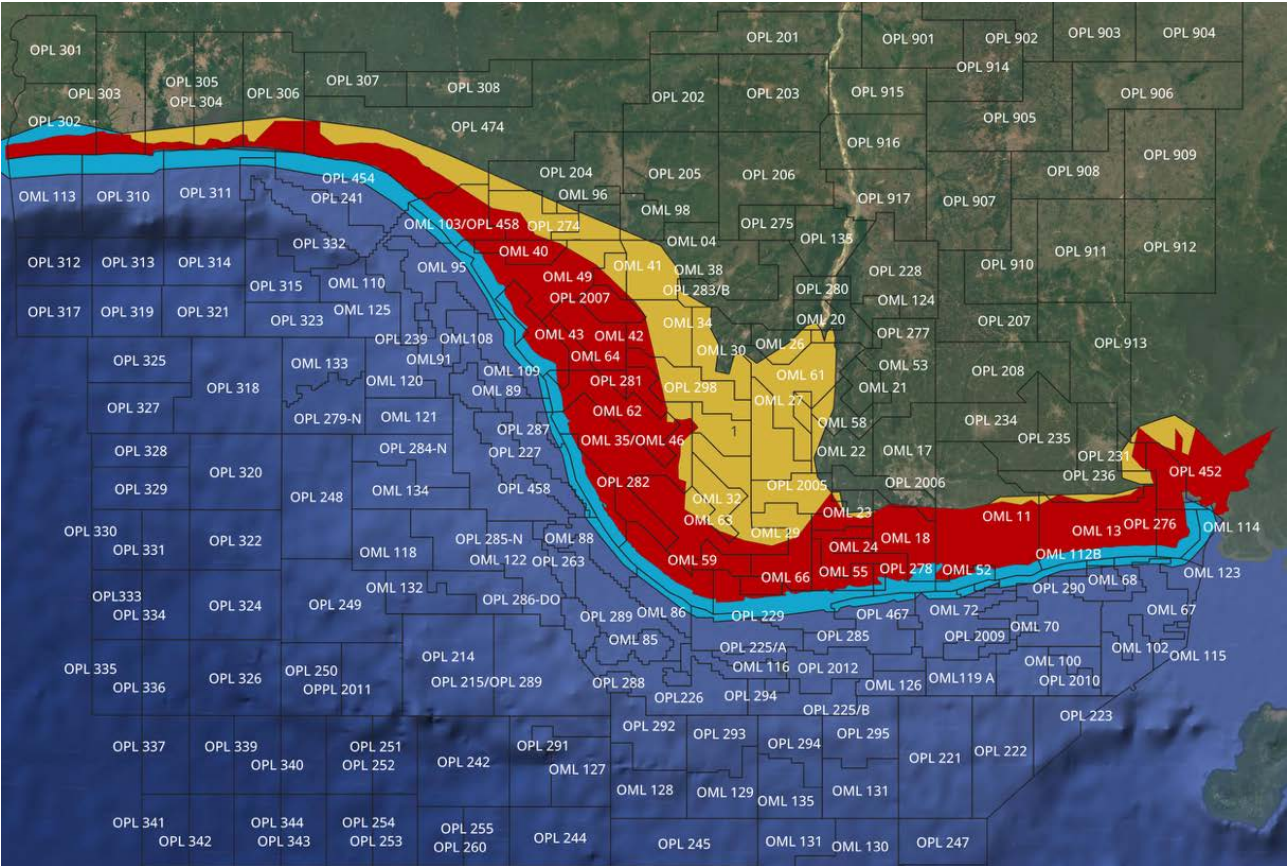 OPL 201
OPL 901
OPL 902
OPL 903
OPL 904
OPL 301
OPL 305
OPL 307
OPL 914
OPL 303
OPL 304
OPL 306
OPL 308
OPL 202
OPL 203
OPL 915
OPL 906
OPL 302
OPL 474
OPL 905
OPL 916
OPL 909
OPL 454
OPL 204
OPL 205
OPL 206
OPL 908
OML 113
OPL 310
OPL 311
OPL 241
OML 96
OPL 917
OPL 907
OML 98
OML 103/OPL 458
OPL 274
OPL 275
OPL 332
OML 04
OPL 135
OPL 911
OPL 912
OPL 312
OPL 313
OPL 314
OML 95
OML 40
OML 41
OML 38
OPL 228
OPL 910
OPL 315
OML 110
OML 49
OPL 283/B
OPL 280
OPL 2007
OML 124
OPL 317
OPL 319
OPL 321
OPL 323
OML 125
OML 34
OML 20
OPL 207
OPL 239
OML108
OML 43
OML 42
OML 30
OML 26
OPL 277
OPL 913
OPL 325
OML 133
OML91
OML 64
OML 53
OPL 318
OML 120
OML 109
OML 89
OPL 281
OPL 298
OML 61
OML 21
OPL 208
OPL 327
OPL 279-N
OML 121
OML 62
OML 27
OML 58
OPL 234
OPL 287
1
OPL 235
OPL 328
OPL 284-N
OPL 227
OML 35/OML 46
OML 22
OML 17
OPL 231
OPL 320
OPL 236
OPL 452
OPL 329
OPL 248
OML 134
OPL 458
OPL 282
OML 32
OPL 2005
OPL 2006
OML 63
OML 23
OML 11
OPL 330
OPL 331
OPL 322
OPL 285-N
OML 88
OML 29
OML 18
OML 13
OPL 276
OML 114
OML 118
OML 122
OPL 263
OML 59
OML 24
OML 112B
OPL 278
OML 52
OML 66
OML 55
OML 68
OML 123
OPL333
OML 132
OPL 286-DO
OPL 290
OPL 334
OPL 324
OPL 249
OPL 289
OML 86
OPL 229
OPL 467
OML 72
OML 67
OML 70
OML 85
OPL 285
OPL 2009
OPL 335
OPL 214
OPL 225/A
OML 102
OML 115
OPL 326
OPL 250
OML 116
OPL 2012
OML 100
OPL 336
OPPL 2011
OPL 215/OPL 289
OPL 288
OML 126
OML119 A
OPL 2010
OPL226
OPL 294
OPL 225/B
OPL 223
OPL 292
OPL 293
OPL 295
OPL 337
OPL 339
OPL 251
OPL 291
OPL 294
OPL 221
OPL 222
OPL 340
OPL 252
OPL 242
OML 127
OML 128
OML 129
OML 135
OML 131
OPL 341
OPL 344
OPL 254
OPL 255
OPL 342
OPL 343
OPL 253
OPL 260
OPL 244
OPL 245
OML 131
OML 130
OPL 247